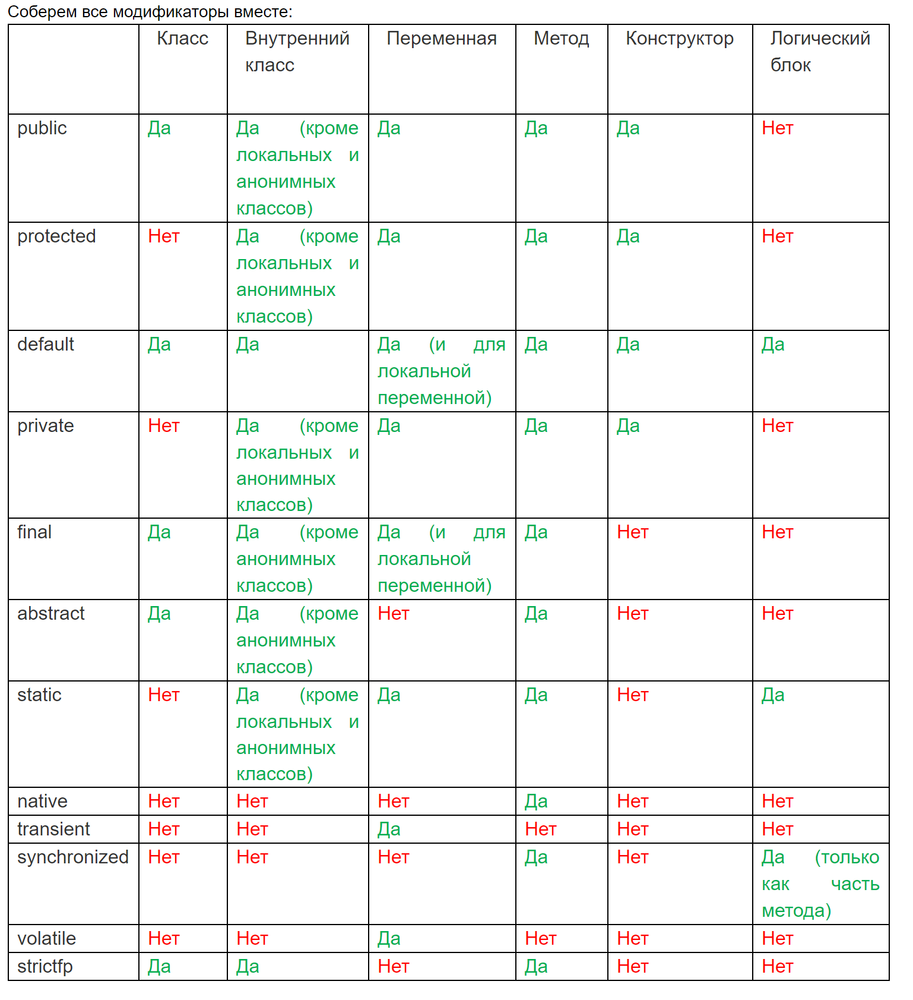 Соберем все модификаторы вместе:
Класс Внутренний класс Переменная Метод Конструктор Логический блок
public Да Да (кроме локальных и анонимных классов) Да Да Да Нет
protected Нет Да (кроме локальных и анонимных классов) Да Да Да Нет
default Да Да Да (и для локальной переменной) Да Да Да
private Нет Да (кроме локальных и анонимных классов) Да Да Да Нет
final Да Да (кроме анонимных классов) Да (и для локальной переменной) Да Нет Нет
abstract Да Да (кроме анонимных классов) Нет Да Нет Нет
static Нет Да (кроме локальных и анонимных классов) Да Да Нет Да
native Нет Нет Нет Да Нет Нет
transient Нет Нет Да Нет Нет Нет
synchronized Нет Нет Нет Да Нет Да (только как часть метода)
volatile Нет Нет Да Нет Нет Нет
strictfp Да Да Нет Да Нет Нет